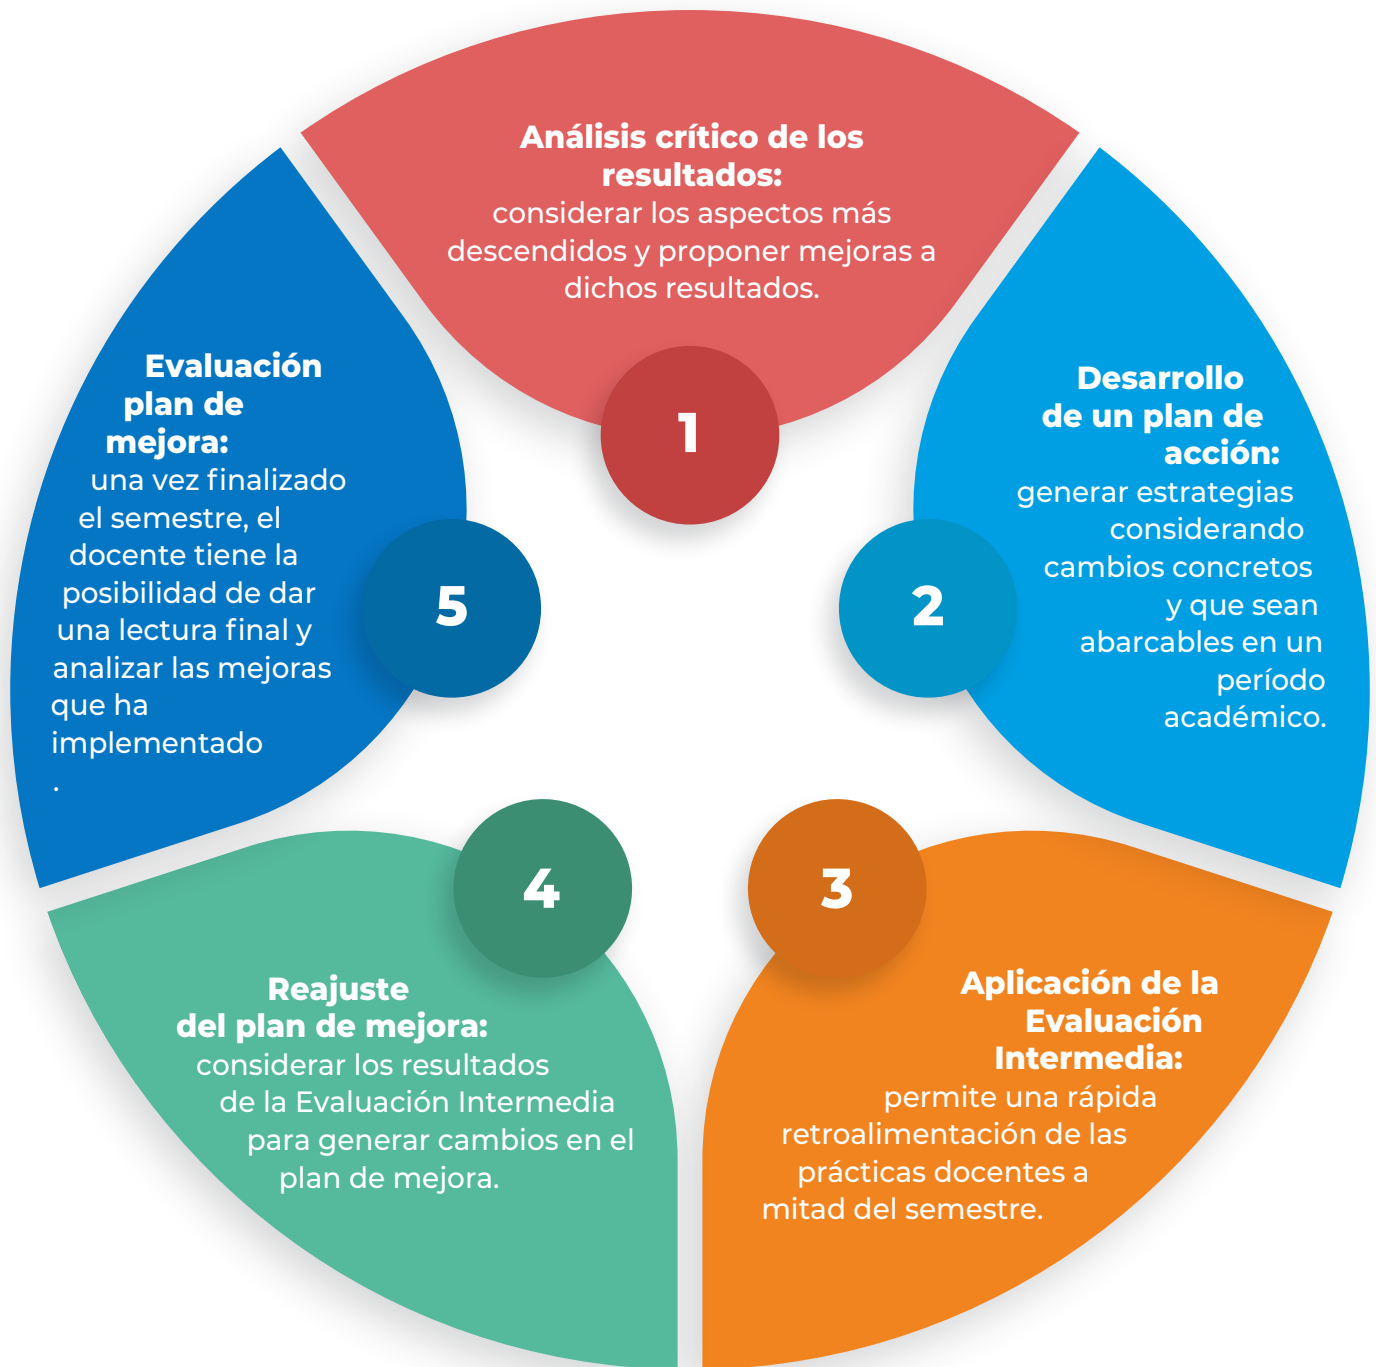 Análisis crítico de los
resultados:
considerar los aspectos más
descendidos y proponer mejoras a
dichos resultados.
1
Desarrollo
de un plan de
acción:
generar estrategias
considerando
cambios concretos
y que sean
abarcables en un
período
académico.
2
Aplicación de la
Evaluación
Intermedia:
permite una rápida
retroalimentación de las
prácticas docentes a
mitad del semestre.
3
Reajuste
del plan de mejora:
considerar los resultados
de la Evaluación Intermedia
para generar cambios en el
plan de mejora.
4
Evaluación
plan de
mejora:
una vez finalizado
el semestre, el
docente tiene la
posibilidad de dar
una lectura final y
analizar las mejoras
que ha
implementado
.
5